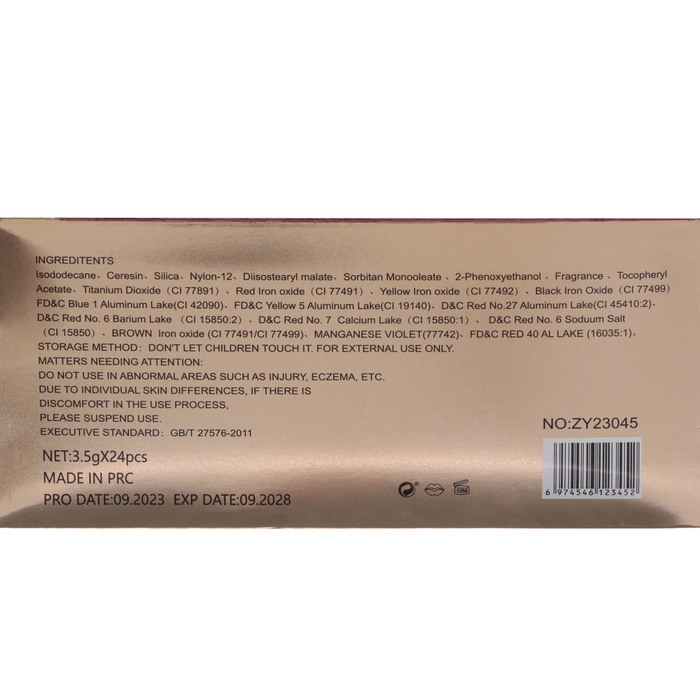 INGREDITENTS
Isododecane、Ceresin、Silica、Nylon-12、Diisostearyl malate、Sorbitan Monooleate 、2-Phenoxyethanol 、Fragrance 、Tocopheryl
Acetate、Titanium Dioxide（CI 77891）、Red Iron oxide（CI 77491）、Yellow Iron oxide（CI 77492）、Black Iron Oxide（CI 77499）
FD&C Blue 1 Aluminum Lake(CI 42090)、FD&C Yellow 5 Aluminum Lake(CI 19140)、D&C Red No.27 Aluminum Lake(CI 45410:2)、
D&C Red No. 6 Barium Lake （CI 15850:2）、D&C Red No. 7 Calcium Lake（CI 15850:1）、 D&C Red No. 6 Soduum Salt
（CI 15850）、BROWN Iron oxide (CI 77491/CI 77499)、MANGANESE VIOLET(77742)、FD&C RED 40 AL LAKE (16035:1)、
STORAGE METHOD：DON'T LET CHILDREN TOUCH IT. FOR EXTERNAL USE ONLY.
MATTERS NEEDING ATTENTION:
DO NOT USE IN ABNORMAL AREAS SUCH AS INJURY, ECZEMA, ETC.
DUE TO INDIVIDUAL SKIN DIFFERENCES, IF THERE IS
DISCOMFORT IN THE USE PROCESS,
PLEASE SUSPEND USE.
EXECUTIVE STANDARD：GB/T 27576-2011
NET:3.5gX24pcs
MADE IN PRC
PRO DATE:09.2023 EXP DATE:09.2028
NO:ZY23045
6 974546 123452